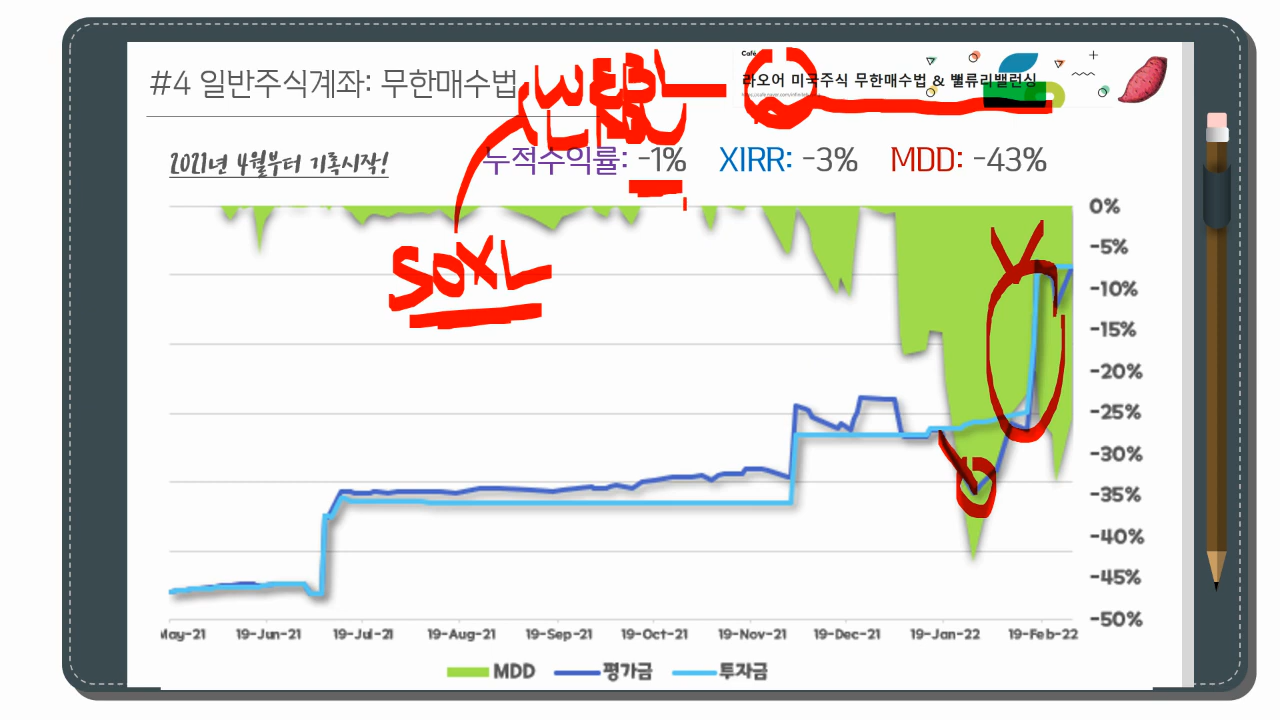 #4 일반주식계좌: 무한매수법
Café
라오어 미국주식 무한매수법 & 밸류리밸런싱
2021년 4월부터 기록시작!
누적수익률: -1% XIRR: -3% MDD: -43%
SOXL
0%
-5%
-10%
-15%
-20%
-25%
-30%
-35%
-40%
-45%
-50%
May-21 19-Jun-21 19-Jul-21 19-Aug-21 19-Sep-21 19-Oct-21 19-Nov-21 19-Dec-21 19-Jan-22 19-Feb-22
MDD 평가금 투자금